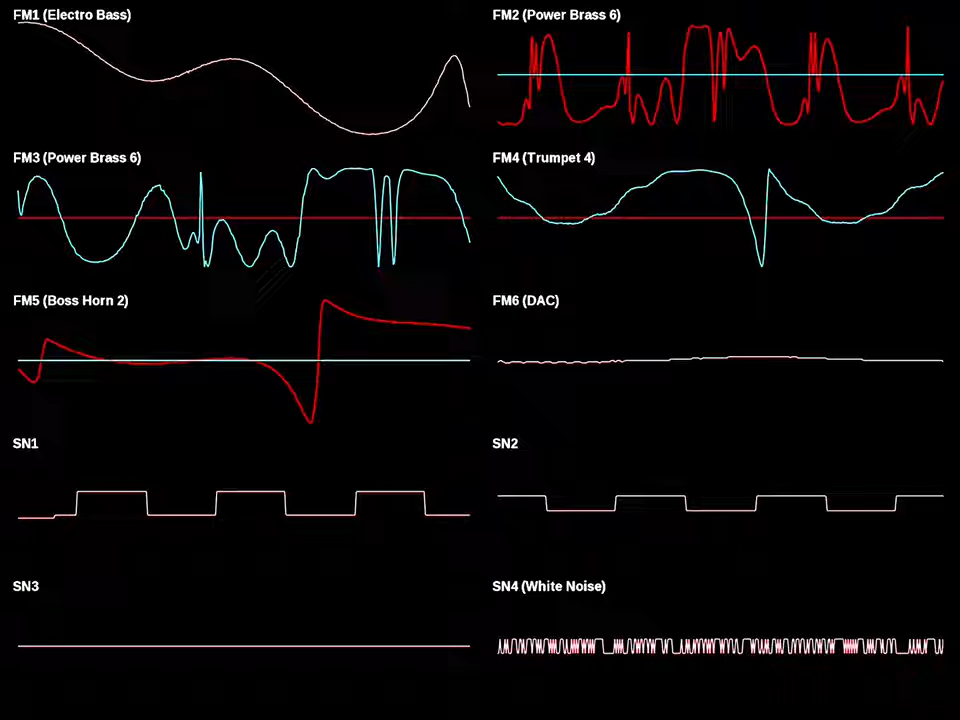 FM1 (Electro Bass)
FM2 (Power Brass 6)
FM3 (Power Brass 6)
FM4 (Trumpet 4)
FM5 (Boss Horn 2)
FM6 (DAC)
SN1
SN2
SN3
SN4 (White Noise)